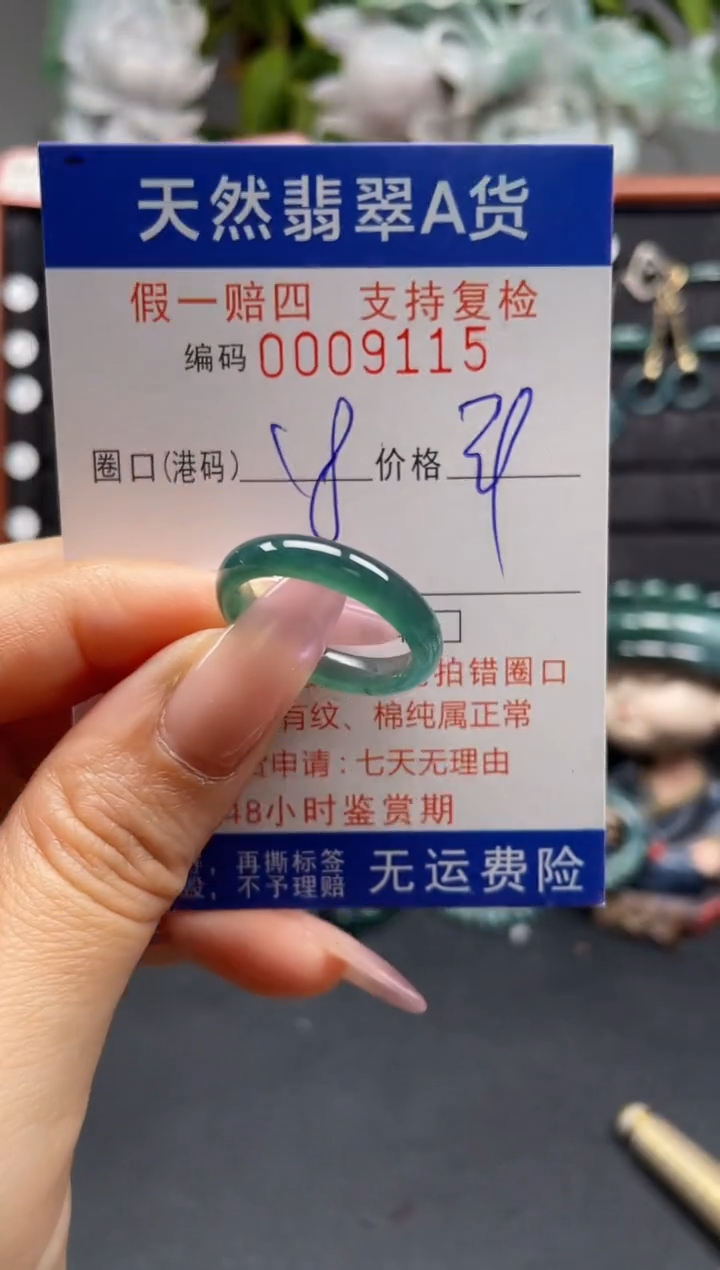 天然翡翠A货
假一赔四 支持复检
编码 0009115
圈口(港码) 价格
拍错圈口
有纹、棉纯属正常
申请:七天无理由
48小时鉴赏期
，再撕标签 无运费险
，不予理赔